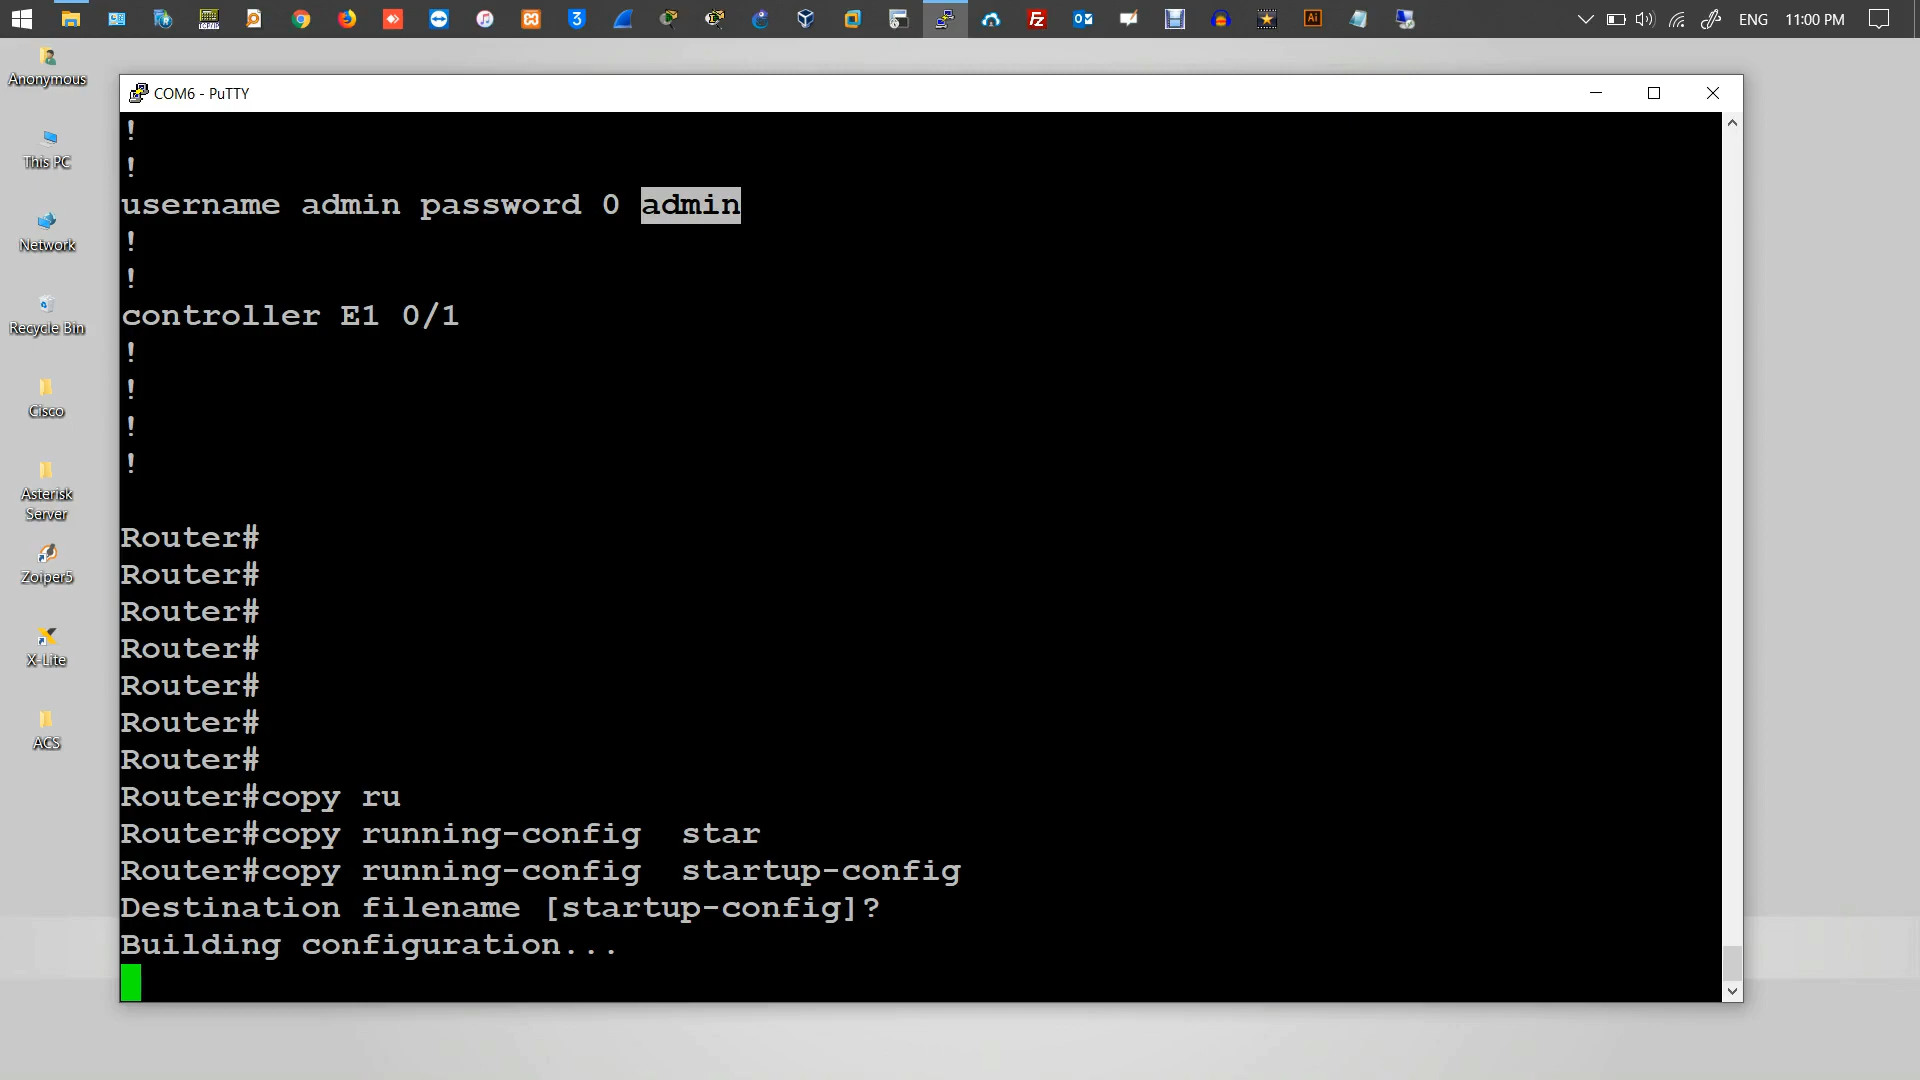 ENG 11:00 PM
Anonymous
This PC
Network
Recycle Bin
Cisco
Asterisk
Server
Zoiper5
X-Lite
ACS
COM6 - PuTTY
!
!
username admin password 0 admin
!
!
controller E1 0/1
!
!
!
!
Router#
Router#
Router#
Router#
Router#
Router#
Router#
Router#copy ru
Router#copy running-config  star
Router#copy running-config  startup-config
Destination filename [startup-config]?
Building configuration...